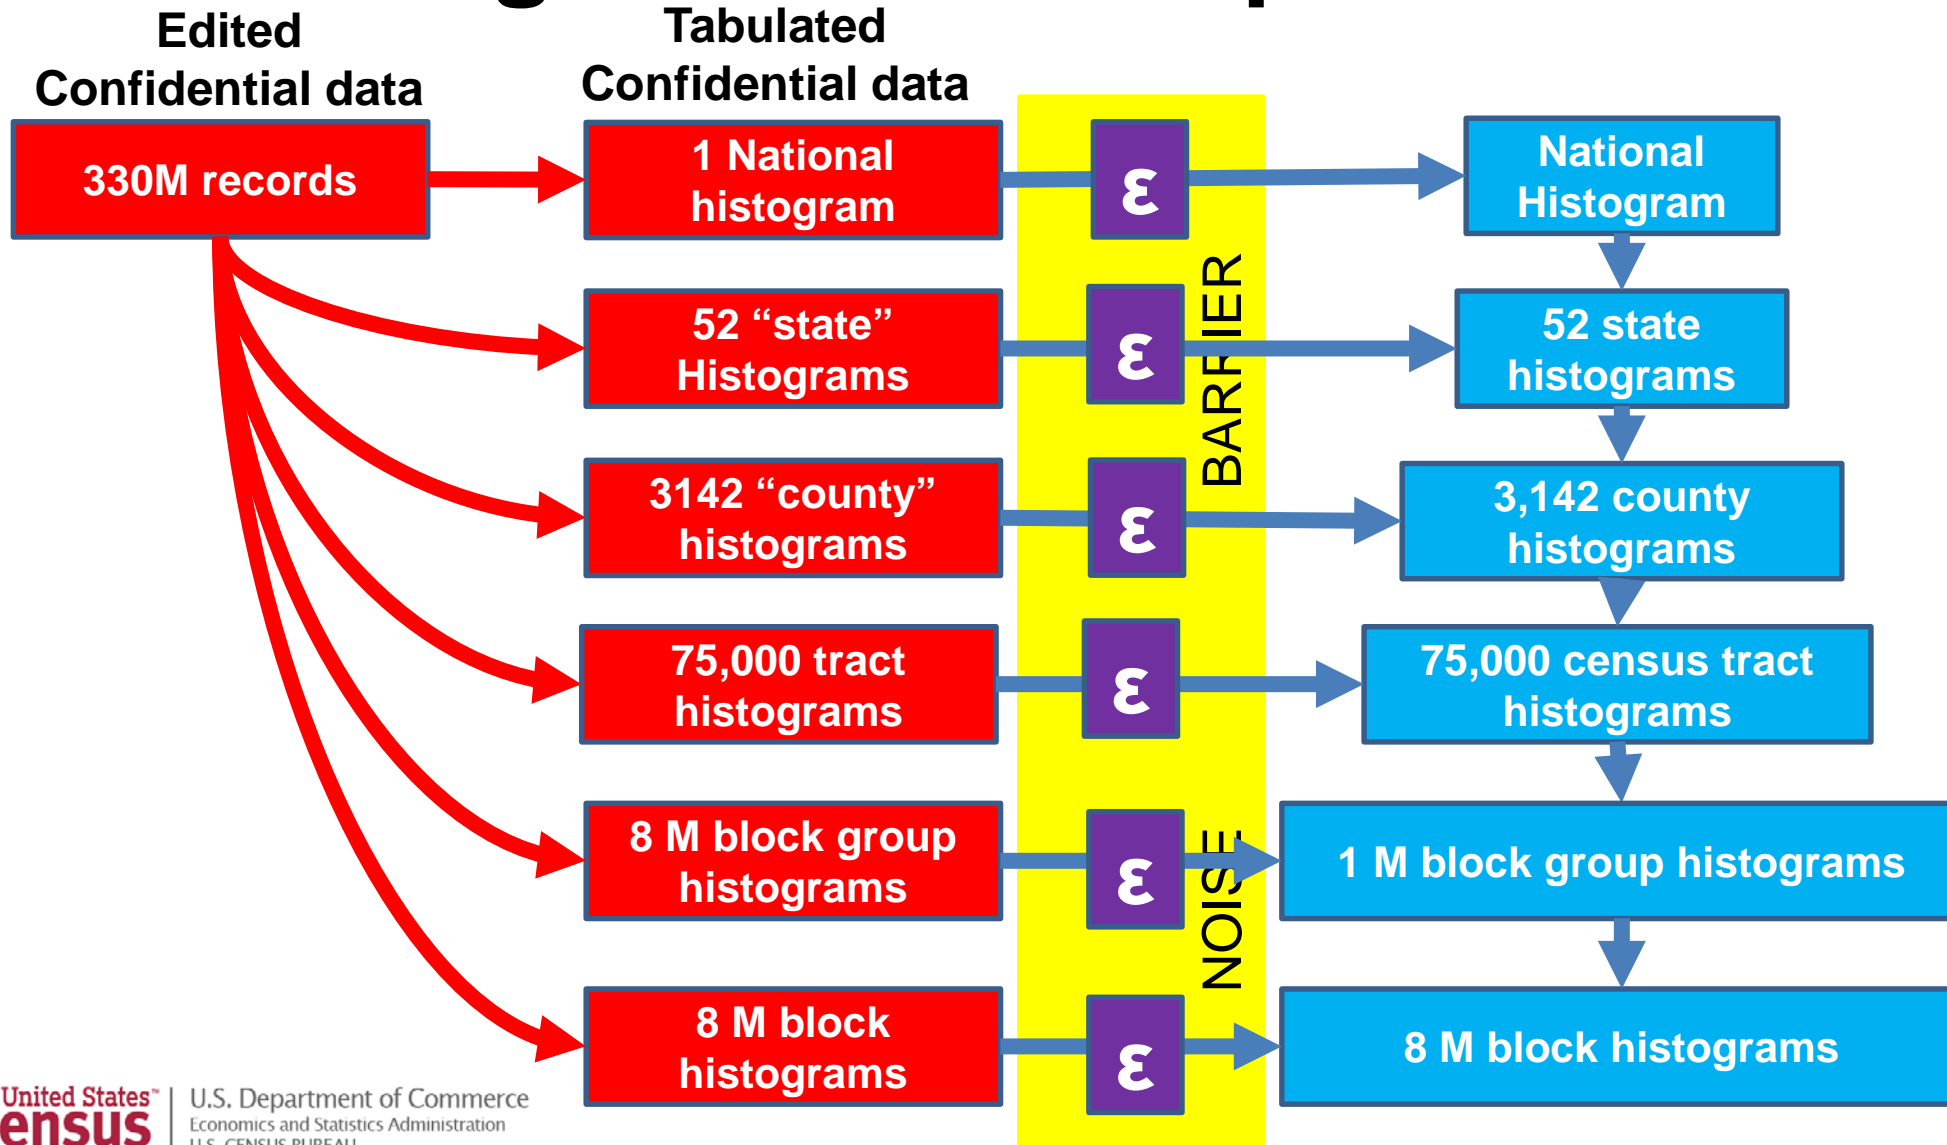 Edited
Confidential data
Tabulated
Confidential data
330M records
1 National
histogram
ε
National
Histogram
52 “state”
Histograms
ε
52 state
histograms
3142 “county”
histograms
ε
3,142 county
histograms
75,000 tract
histograms
ε
75,000 census tract
histograms
8 M block group
histograms
ε
1 M block group histograms
8 M block
histograms
ε
8 M block histograms
NOISE BARRIER
United States™
ensus
U.S. Department of Commerce
Economics and Statistics Administration
U.S. CENSUS BUREAU